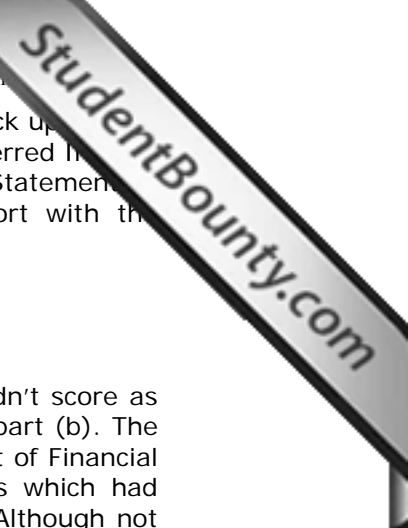 ck up
erred
Statement
ort with th
StudentBounty.com
dn't score as
part (b). The
t of Financial
s which had
Although not